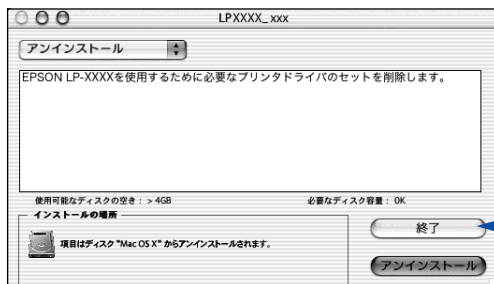 LPXXXX_xxx
アンインストール
EPSON LP-XXXXを使用するために必要なプリンタドライバのセットを削除します。
使用可能なディスクの空き： > 4GB 必要なディスク容量： 0K
インストールの場所
項目はディスク "Mac OS X" からアンインストールされます。
終了
アンインストール